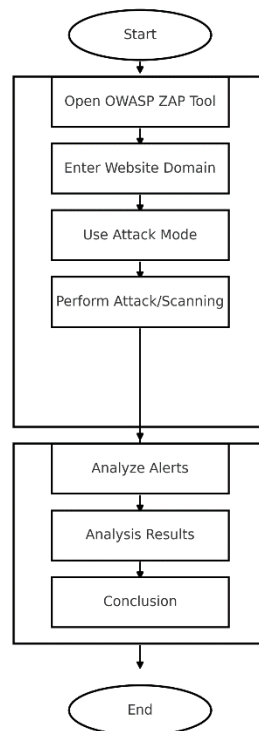 Start
Open OWASP ZAP Tool
Enter Website Domain
Use Attack Mode
Perform Attack/Scanning
Analyze Alerts
Analysis Results
Conclusion
End